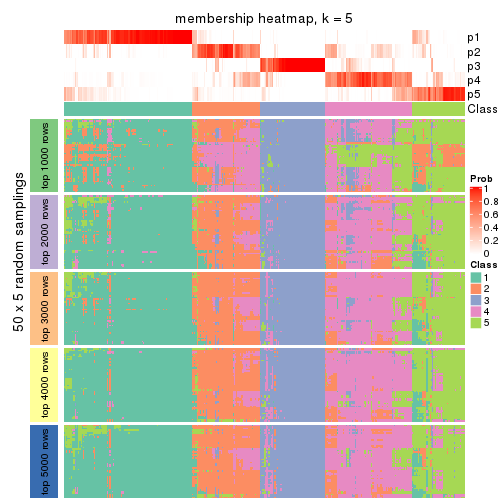 membership heatmap, k = 5
p1
p2
p3
p4
p5
Class
50 x 5 random samplings
top 1000 rows
top 2000 rows
top 3000 rows
top 4000 rows
top 5000 rows
Prob
1
0.8
0.6
0.4
0.2
0
Class
1
2
3
4
5